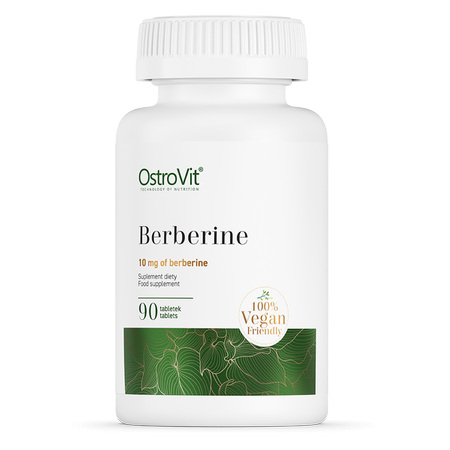 OstroVit®
TECHNOLOGY OF NUTRITION
Berberine
10 mg of berberine
Suplement diety
Food supplement
90 tabletek
tablets
100%
Vegan
Friendly